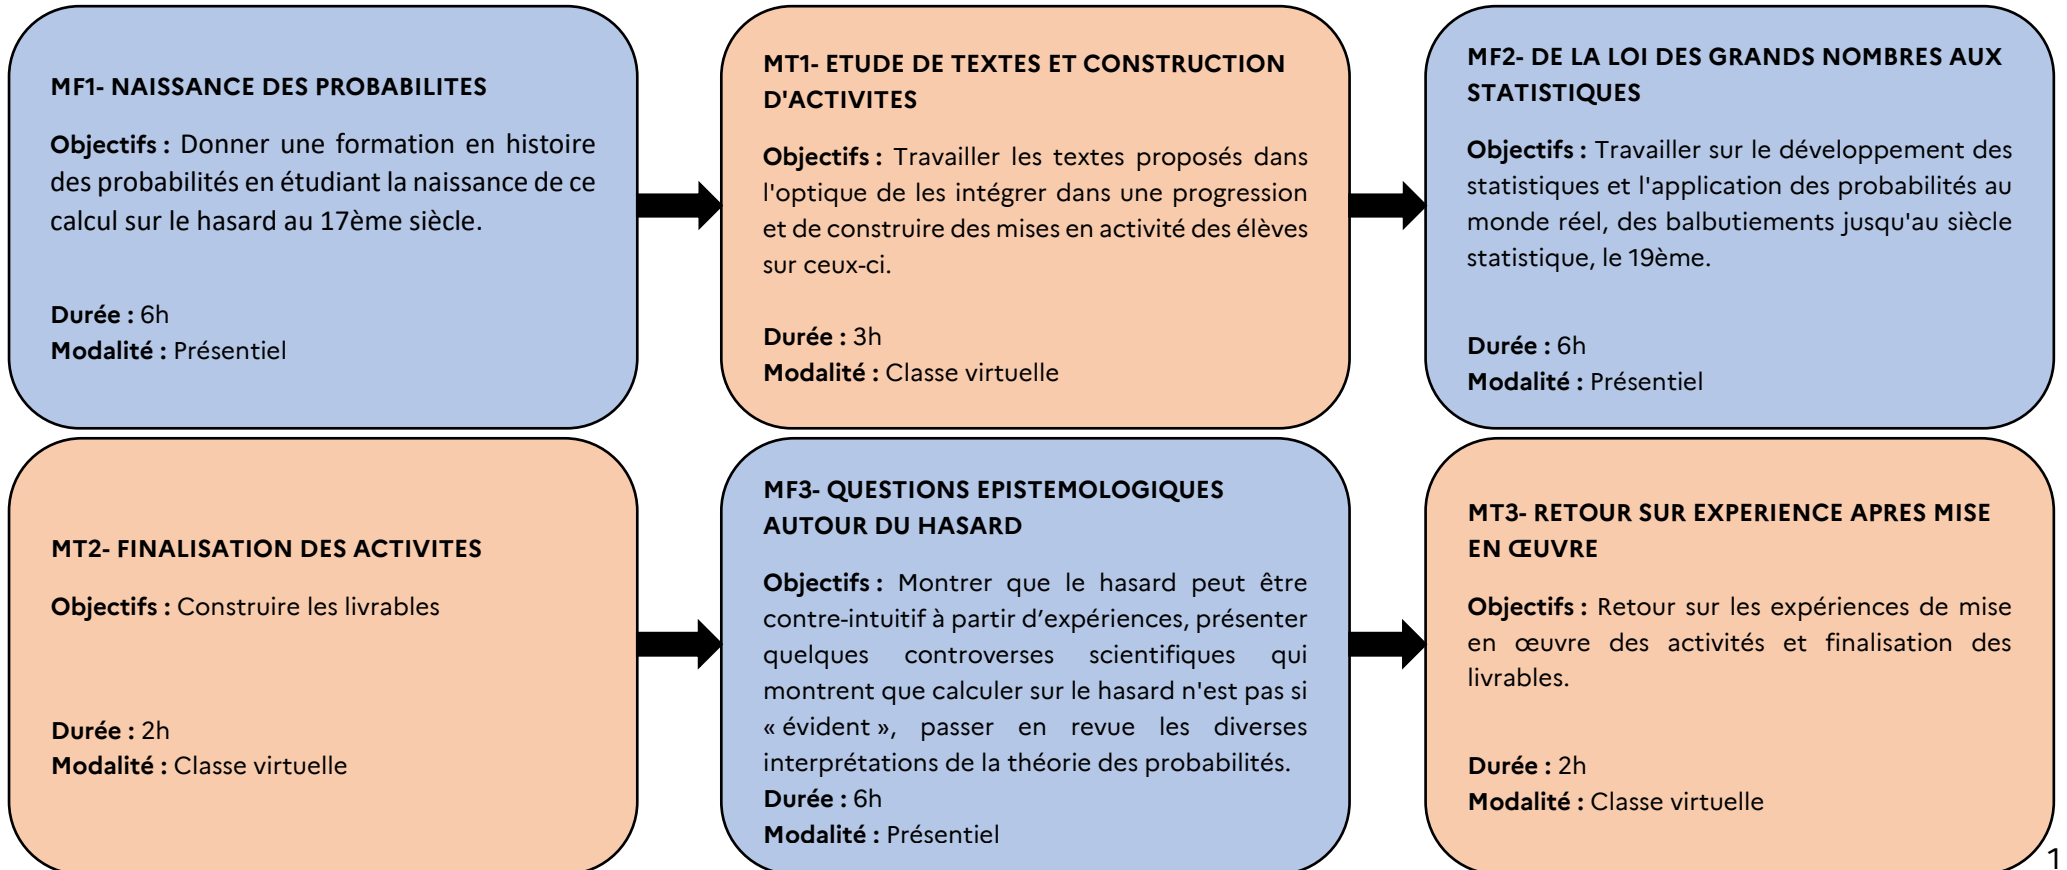 MF1- NAISSANCE DES PROBABILITES
Objectifs : Donner une formation en histoire
des probabilités en étudiant la naissance de ce
calcul sur le hasard au 17ème siècle.
Durée : 6h
Modalité : Présentiel
MT1- ETUDE DE TEXTES ET CONSTRUCTION
D'ACTIVITES
Objectifs : Travailler les textes proposés dans
l'optique de les intégrer dans une progression
et de construire des mises en activité des élèves
sur ceux-ci.
Durée : 3h
Modalité : Classe virtuelle
MF2- DE LA LOI DES GRANDS NOMBRES AUX
STATISTIQUES
Objectifs : Travailler sur le développement des
statistiques et l'application des probabilités au
monde réel, des balbutiements jusqu'au siècle
statistique, le 19ème.
Durée : 6h
Modalité : Présentiel
MT2- FINALISATION DES ACTIVITES
Objectifs : Construire les livrables
Durée : 2h
Modalité : Classe virtuelle
MF3- QUESTIONS EPISTEMOLOGIQUES
AUTOUR DU HASARD
Objectifs : Montrer que le hasard peut être
contre-intuitif à partir d’expériences, présenter
quelques controverses scientifiques qui
montrent que calculer sur le hasard n'est pas si
« évident », passer en revue les diverses
interprétations de la théorie des probabilités.
Durée : 6h
Modalité : Présentiel
MT3- RETOUR SUR EXPERIENCE APRES MISE
EN ŒUVRE
Objectifs : Retour sur les expériences de mise
en œuvre des activités et finalisation des
livrables.
Durée : 2h
Modalité : Classe virtuelle
1